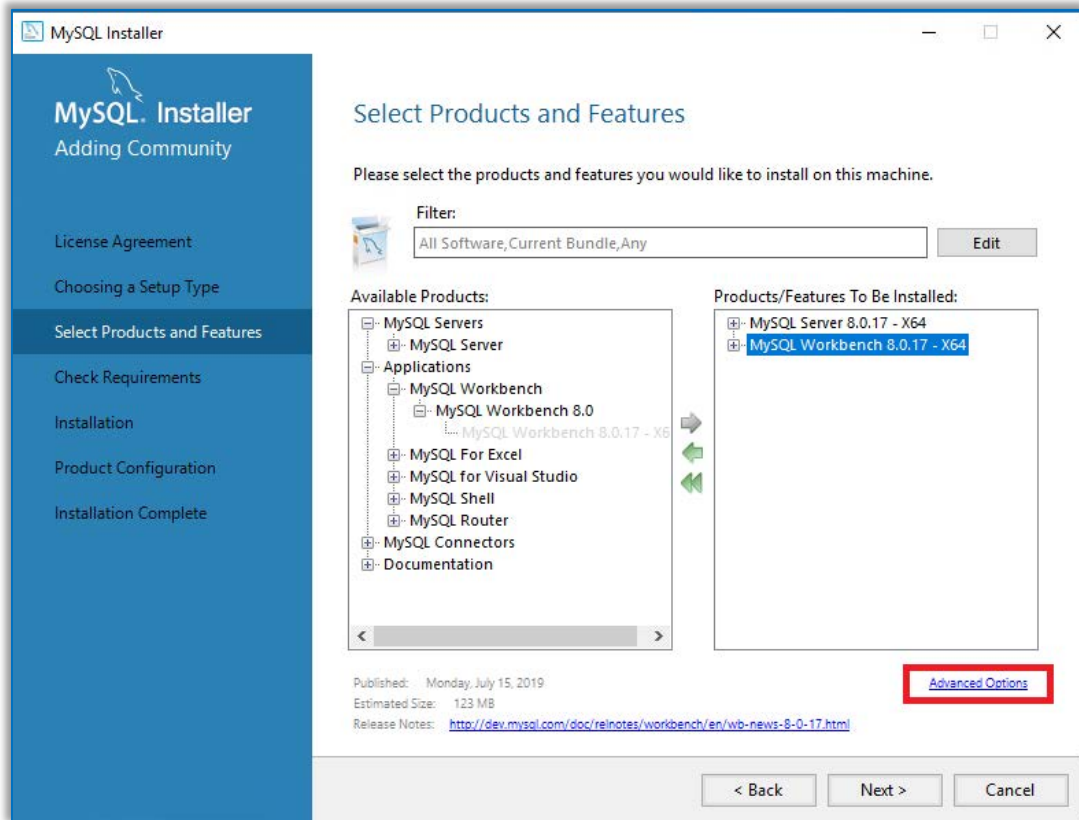 MySQL Installer
MySQL. Installer
Adding Community
License Agreement
Choosing a Setup Type
Select Products and Features
Check Requirements
Installation
Product Configuration
Installation Complete
Select Products and Features
Please select the products and features you would like to install on this machine.
Filter:
All Software,Current Bundle,Any
Edit
Available Products:
MySQL Servers
MySQL Server
Applications
MySQL Workbench
MySQL Workbench 8.0
MySQL Workbench 8.0.17 - X6
MySQL For Excel
MySQL for Visual Studio
MySQL Shell
MySQL Router
MySQL Connectors
Documentation
Products/Features To Be Installed:
MySQL Server 8.0.17 - X64
MySQL Workbench 8.0.17 - X64
Published: Monday, July 15, 2019
Advanced Options
Estimated Size: 123 MB
Release Notes: http://dev.mysql.com/doc/relnotes/workbench/en/wb-news-8-0-17.html
< Back
Next >
Cancel